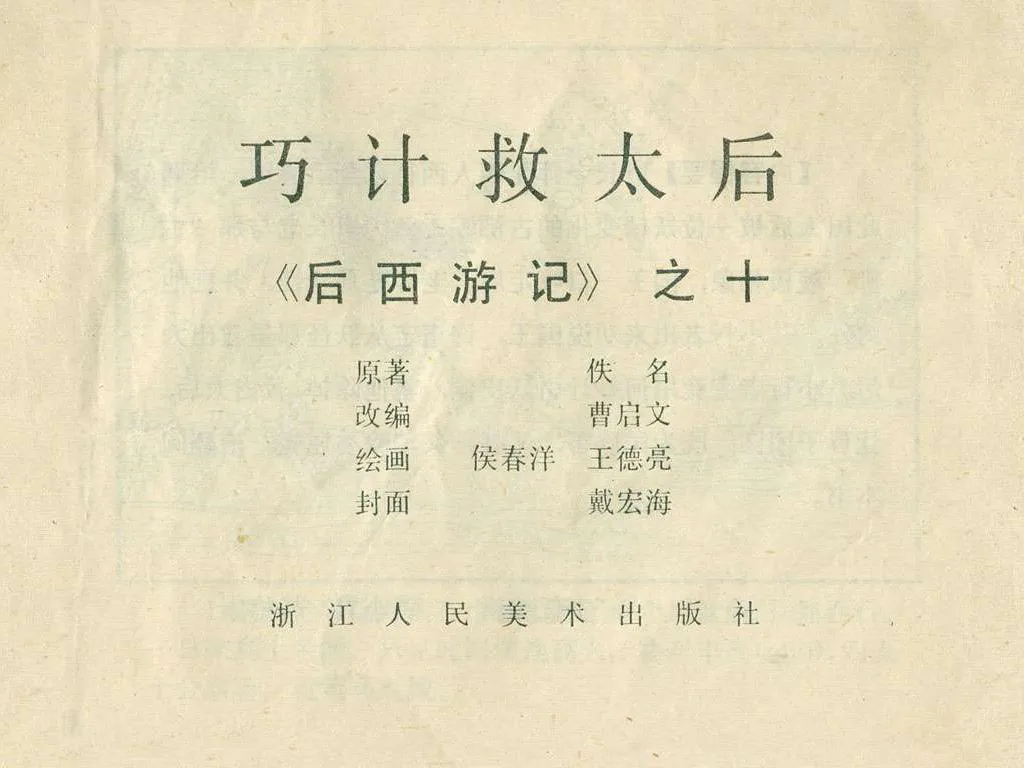 巧计救太后
《后西游记》之十
原著 佚名
改编 曹启文
绘画 侯春洋 王德亮
封面 戴宏海
浙江人民美术出版社